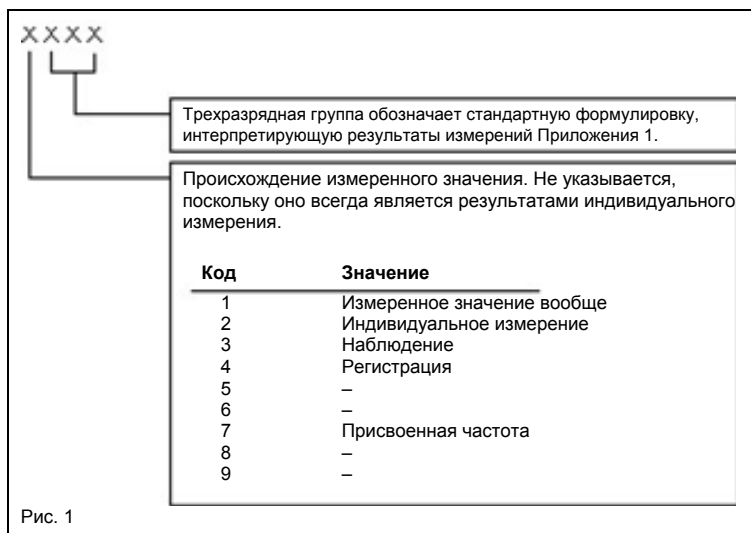 XXXX
Трехразрядная группа обозначает стандартную формулировку,
интерпретирующую результаты измерений Приложения 1.
Происхождение измеренного значения. Не указывается,
поскольку оно всегда является результатами индивидуального
измерения.
Код Значение
1 Измеренное значение вообще
2 Индивидуальное измерение
3 Наблюдение
4 Регистрация
5 –
6 –
7 Присвоенная частота
8 –
9 –
Рис. 1